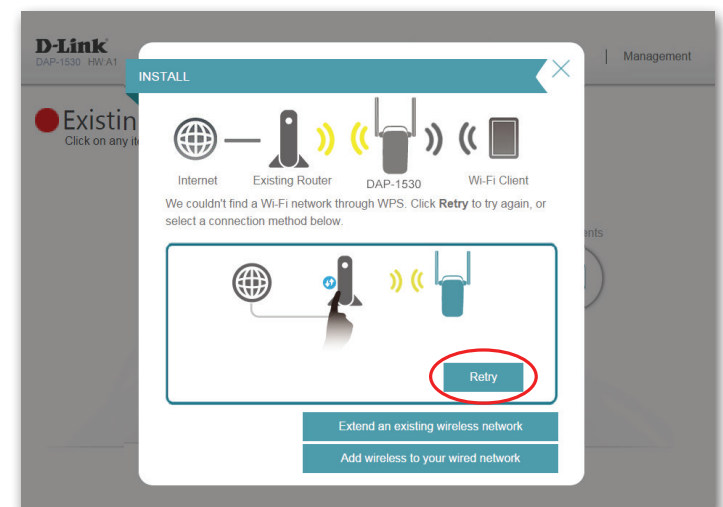 D-Link
DAP-1530 HW:A1
Management
INSTALL
Existin
Click on any it
Internet Existing Router DAP-1530 Wi-Fi Client
We couldn't find a Wi-Fi network through WPS. Click Retry to try again, or
select a connection method below.
ents
Retry
Extend an existing wireless network
Add wireless to your wired network